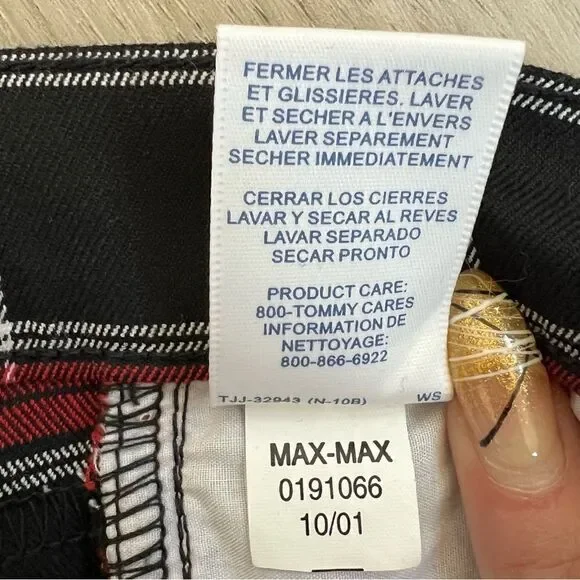 FERMER LES ATTACHES
ET GLISSIERES. LAVER
ET SECHER A L'ENVERS
LAVER SEPAREMENT
SECHER IMMEDIATEMENT
CERRAR LOS CIERRES
LAVAR Y SECAR AL REVES
LAVAR SEPARADO
SECAR PRONTO
PRODUCT CARE:
800-TOMMY CARES
INFORMATION DE
NETTOYAGE:
800-866-6922
TJJ-32943 (N-10B) WS
MAX-MAX
0191066
10/01